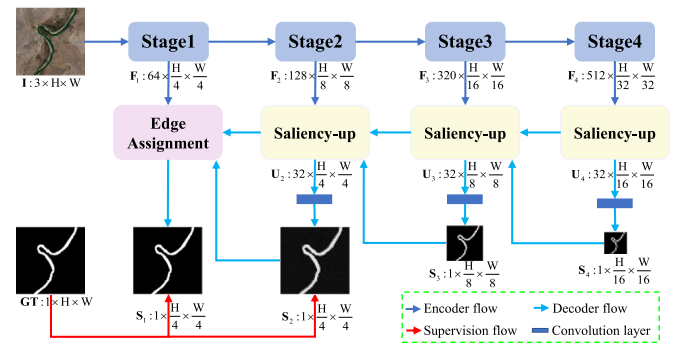 Stage1 Stage2 Stage3 Stage4
I : 3 × H × W
F₁ : 64 × H/4 × W/4
F₂ : 128 × H/8 × W/8
F₃ : 320 × H/16 × W/16
F₄ : 512 × H/32 × W/32
Edge
Assignment
Saliency-up Saliency-up Saliency-up
U₂ : 32 × H/4 × W/4
U₃ : 32 × H/8 × W/8
U₄ : 32 × H/16 × W/16
GT : 1 × H × W
S₁ : 1 × H/4 × W/4
S₂ : 1 × H/4 × W/4
S₃ : 1 × H/8 × W/8
S₄ : 1 × H/16 × W/16
Encoder flow Decoder flow
Supervision flow Convolution layer